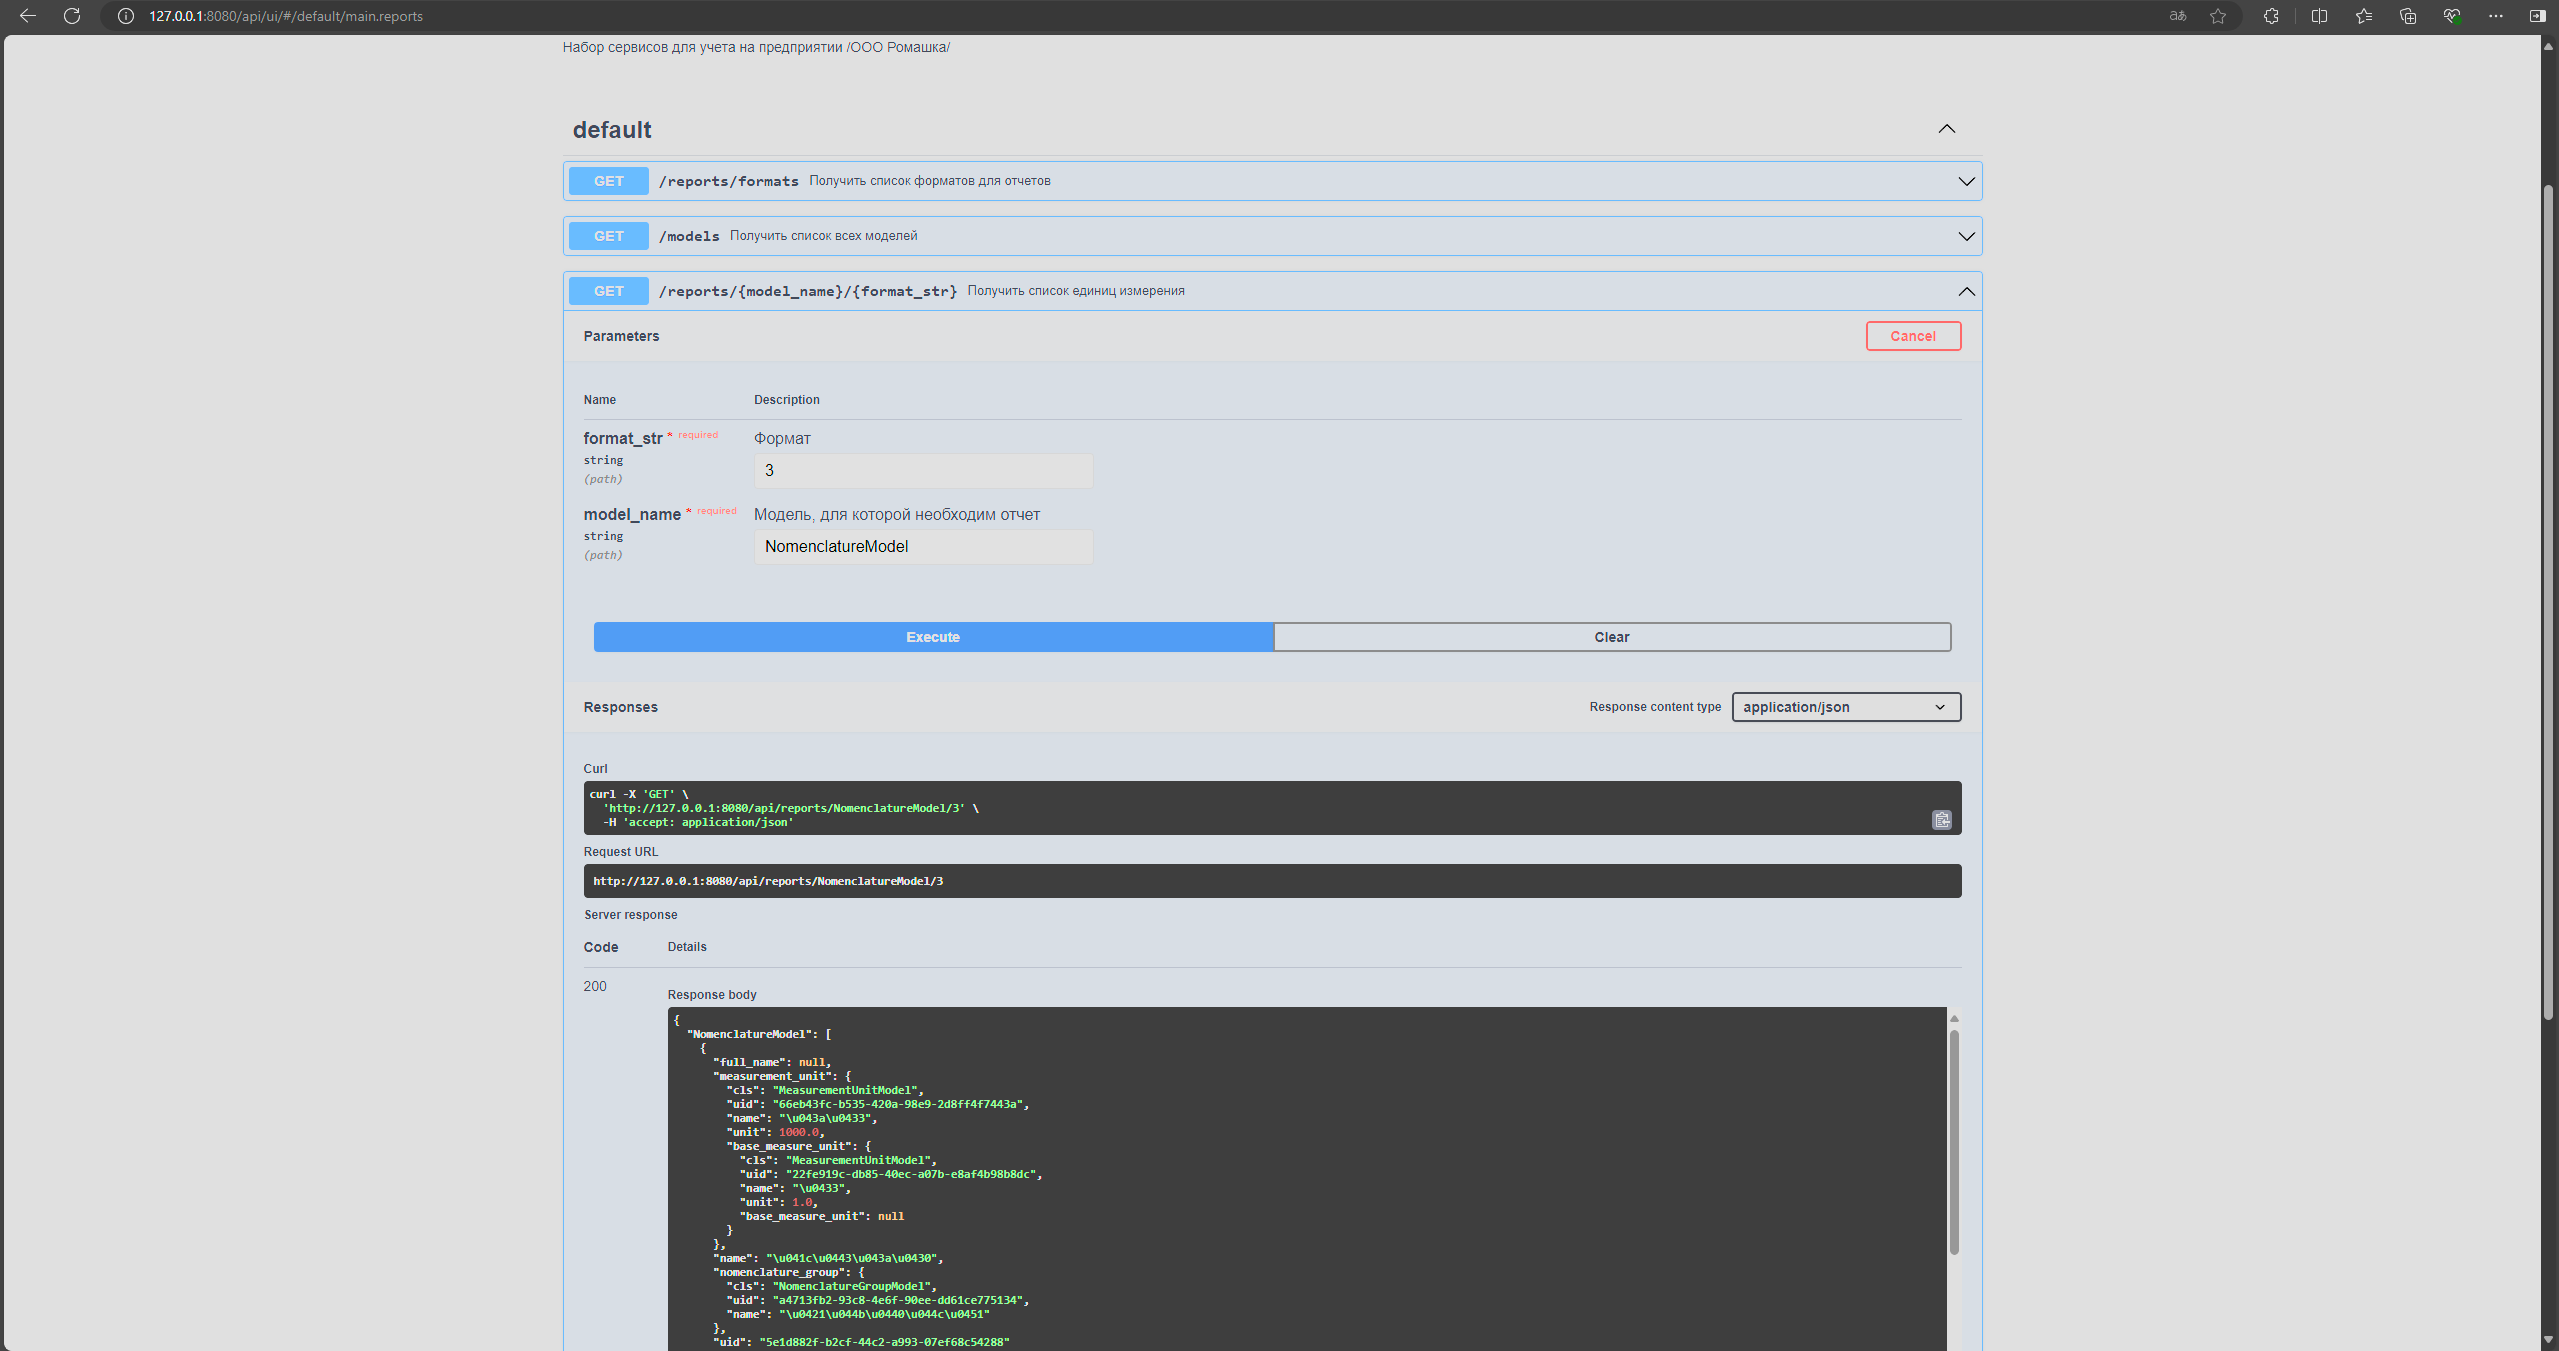 127.0.0.1:8080/api/ui/#/default/main.reports
Набор сервисов для учета на предприятии /ООО Ромашка/
default
GET /reports/formats Получить список форматов для отчетов
GET /models Получить список всех моделей
GET /reports/{model_name}/{format_str} Получить список единиц измерения
Parameters Cancel
Name Description
format_str * required Формат
string
(path)
3
model_name * required Модель, для которой необходим отчет
string
(path)
NomenclatureModel
Execute Clear
Responses Response content type application/json
Curl
curl -X 'GET' \
'http://127.0.0.1:8080/api/reports/NomenclatureModel/3' \
-H 'accept: application/json'
Request URL
http://127.0.0.1:8080/api/reports/NomenclatureModel/3
Server response
Code Details
200
Response body
{
"NomenclatureModel": [
{
"full_name": null,
"measurement_unit": {
"cls": "MeasurementUnitModel",
"uid": "66eb43fc-b535-420a-98e9-2d8ff4f7443a",
"name": "\u043a\u0433",
"unit": 1000.0,
"base_measure_unit": {
"cls": "MeasurementUnitModel",
"uid": "22fe919c-db85-40ec-a07b-e8af4b98b8dc",
"name": "\u0433",
"unit": 1.0,
"base_measure_unit": null
}
},
"name": "\u041c\u0443\u043a\u0430",
"nomenclature_group": {
"cls": "NomenclatureGroupModel",
"uid": "a4713fb2-93c8-4e6f-90ee-dd61ce775134",
"name": "\u0421\u044b\u0440\u044c\u0451"
},
"uid": "5e1d882f-b2cf-44c2-a993-07ef68c54288"